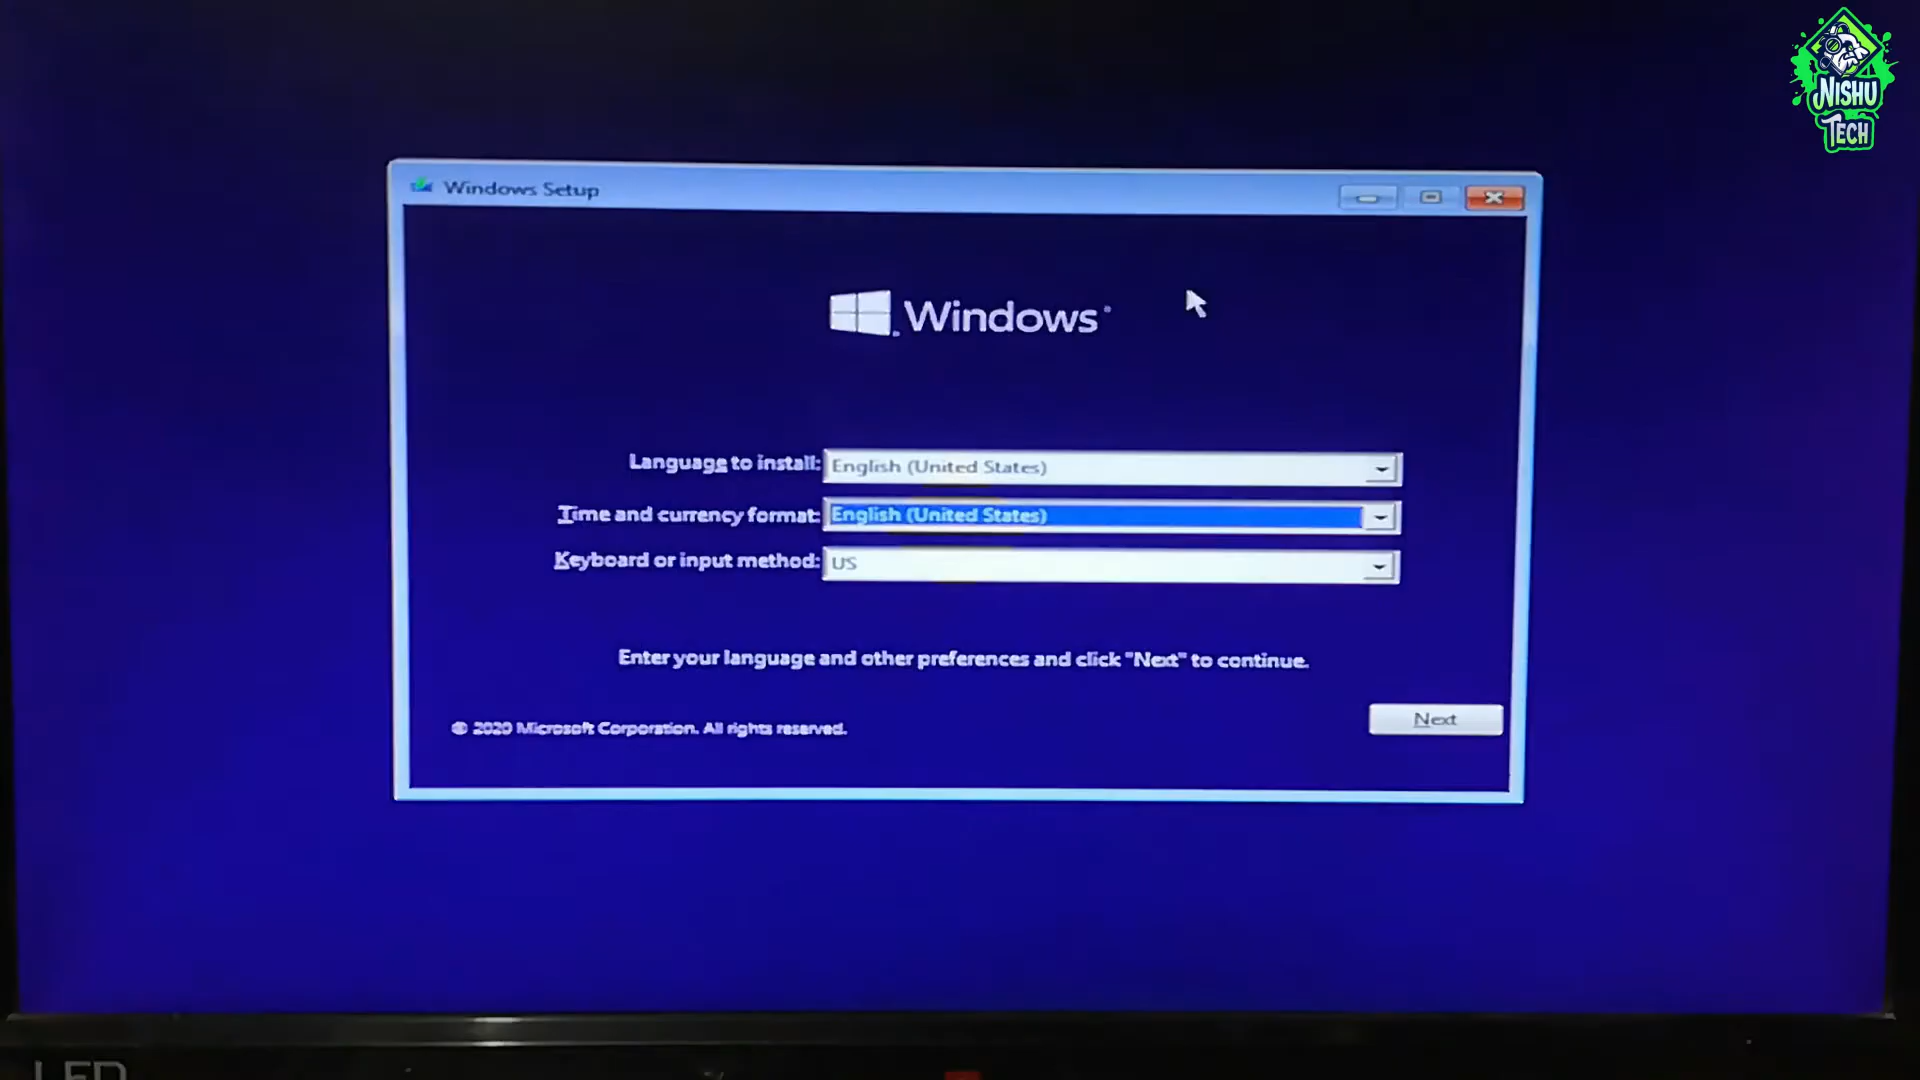 NISHU
TECH
Windows Setup
Windows
Language to install: English (United States)
Time and currency format: English (United States)
Keyboard or input method: US
Enter your language and other preferences and click "Next" to continue.
© 2020 Microsoft Corporation. All rights reserved.
Next
LED